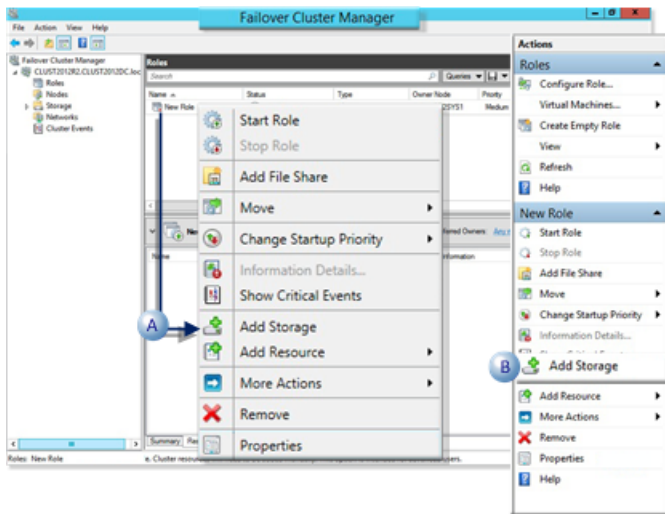 Failover Cluster Manager
File Action View Help
Failover Cluster Manager
CLUST2012R2.CLUST2012DC.loc
Roles
Nodes
Storage
Networks
Cluster Events
Roles
Search
Queries
Name
Status
Type
Owner Node
Priority
New Role
Medium
Start Role
Stop Role
Add File Share
Move
Change Startup Priority
Information Details...
Show Critical Events
A
Add Storage
Add Resource
More Actions
Remove
Properties
Name
Summary
Roles: New Role
Actions
Roles
Configure Role...
Virtual Machines...
Create Empty Role
View
Refresh
Help
New Role
Start Role
Stop Role
Add File Share
Move
Change Startup Priority
Information Details...
B
Add Storage
Add Resource
More Actions
Remove
Properties
Help